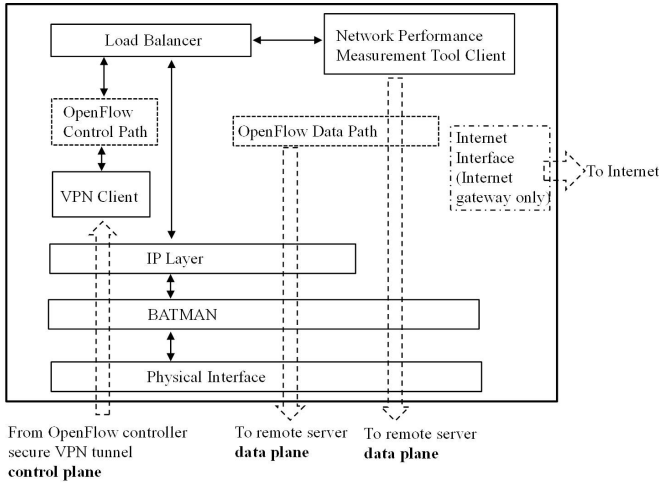 Load Balancer
Network Performance
Measurement Tool Client
OpenFlow
Control Path
OpenFlow Data Path
Internet
Interface
(Internet
gateway only)
To Internet
VPN Client
IP Layer
BATMAN
Physical Interface
From OpenFlow controller
secure VPN tunnel
control plane
To remote server
data plane
To remote server
data plane